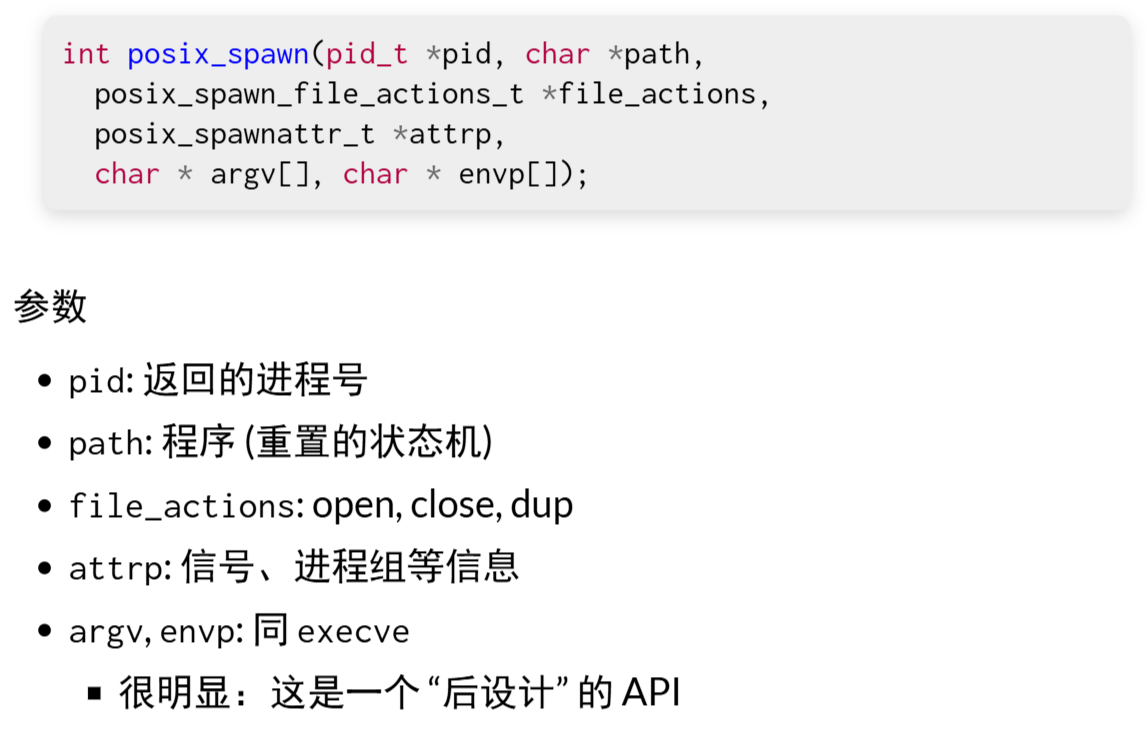 int posix_spawn(pid_t *pid, char *path,
  posix_spawn_file_actions_t *file_actions,
  posix_spawnattr_t *attrp,
  char * argv[], char * envp[]);
参数
• pid: 返回的进程号
• path: 程序 (重置的状态机)
• file_actions: open, close, dup
• attrp: 信号、进程组等信息
• argv, envp: 同 execve
▪ 很明显：这是一个 “后设计” 的 API